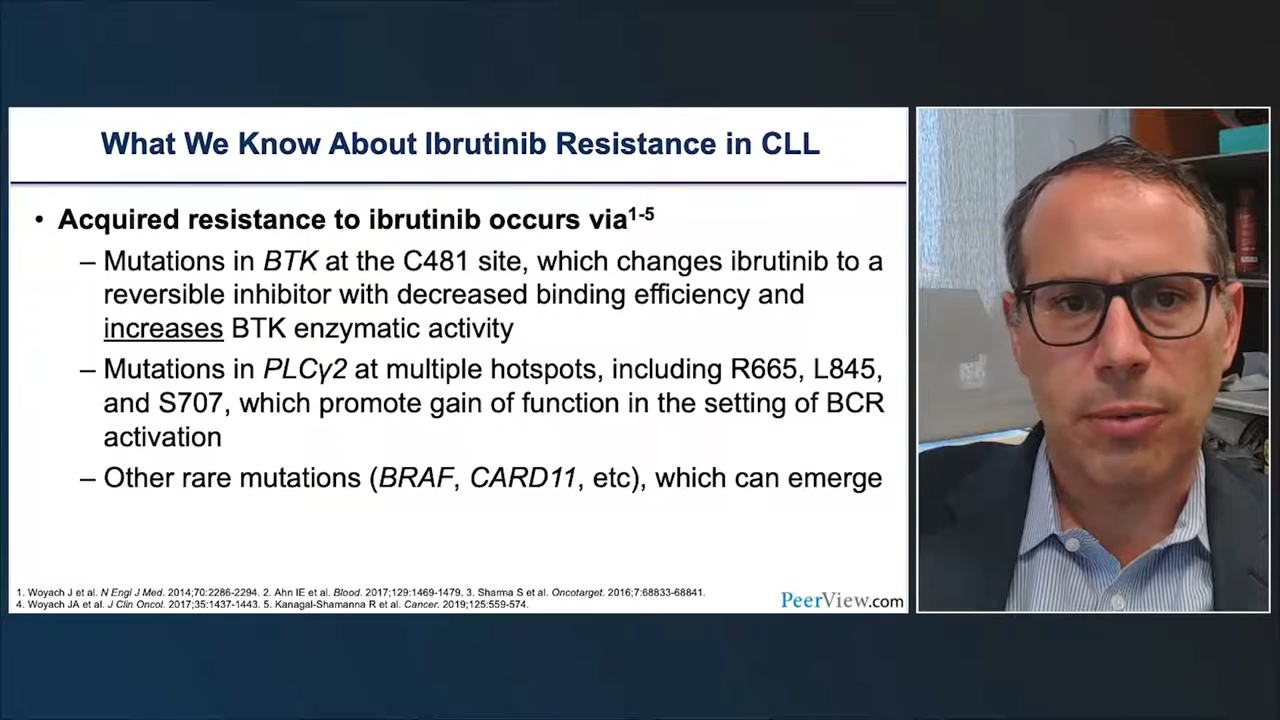 What We Know About Ibrutinib Resistance in CLL
• Acquired resistance to ibrutinib occurs via1-5
– Mutations in BTK at the C481 site, which changes ibrutinib to a
reversible inhibitor with decreased binding efficiency and
increases BTK enzymatic activity
– Mutations in PLCγ2 at multiple hotspots, including R665, L845,
and S707, which promote gain of function in the setting of BCR
activation
– Other rare mutations (BRAF, CARD11, etc), which can emerge
1. Woyach J et al. N Engl J Med. 2014;70:2286-2294. 2. Ahn IE et al. Blood. 2017;129:1469-1479. 3. Sharma S et al. Oncotarget. 2016;7:68833-68841.
4. Woyach JA et al. J Clin Oncol. 2017;35:1437-1443. 5. Kanagal-Shamanna R et al. Cancer. 2019;125:559-574.
PeerView.com